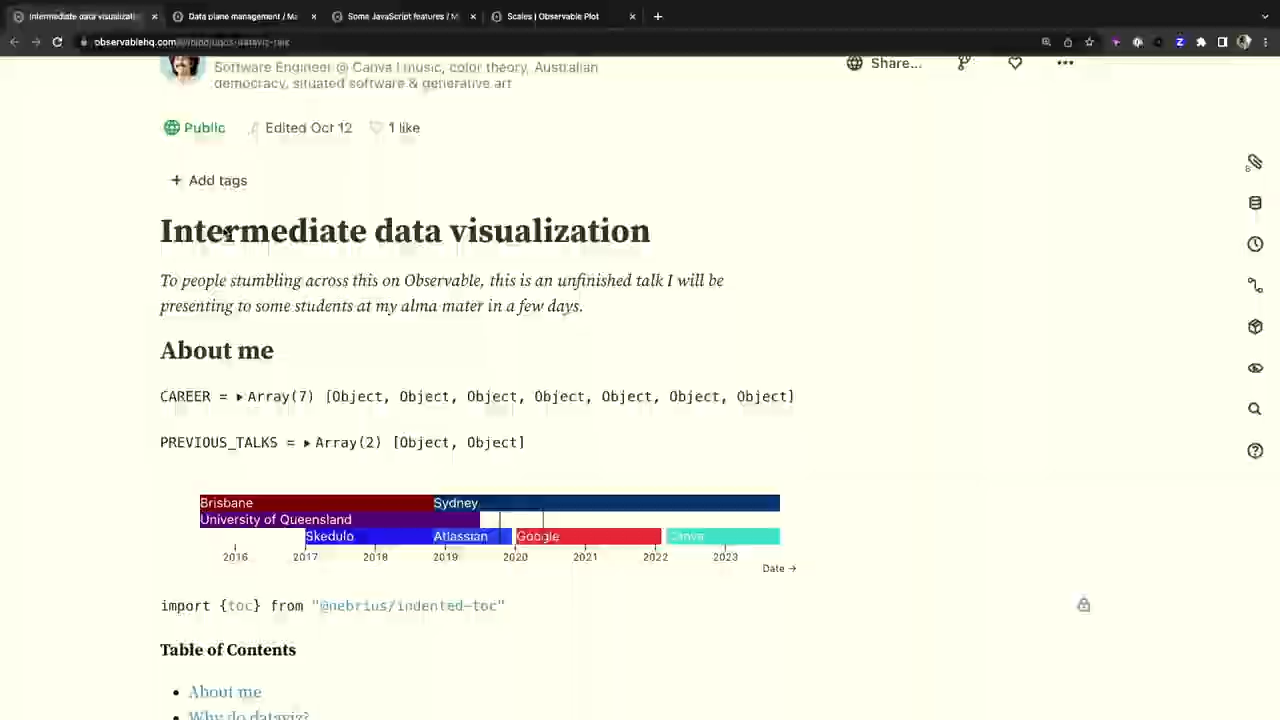 Intermediate data visualizati
Data plane management / Ma
Some JavaScript features / M
Scales | Observable Plot
observablehq.com
Software Engineer @ Canva | music, color theory, Australian
democracy, situated software & generative art
Share...
Public
Edited Oct 12
1 like
+ Add tags
Intermediate data visualization
To people stumbling across this on Observable, this is an unfinished talk I will be
presenting to some students at my alma mater in a few days.
About me
CAREER = ▸Array(7) [Object, Object, Object, Object, Object, Object, Object]
PREVIOUS_TALKS = ▸Array(2) [Object, Object]
Brisbane Sydney
University of Queensland
Skedulo Atlassian Google Canva
2016 2017 2018 2019 2020 2021 2022 2023
Date →
import {toc} from "@nebrius/indented-toc"
Table of Contents
• About me
• Why do dataviz?